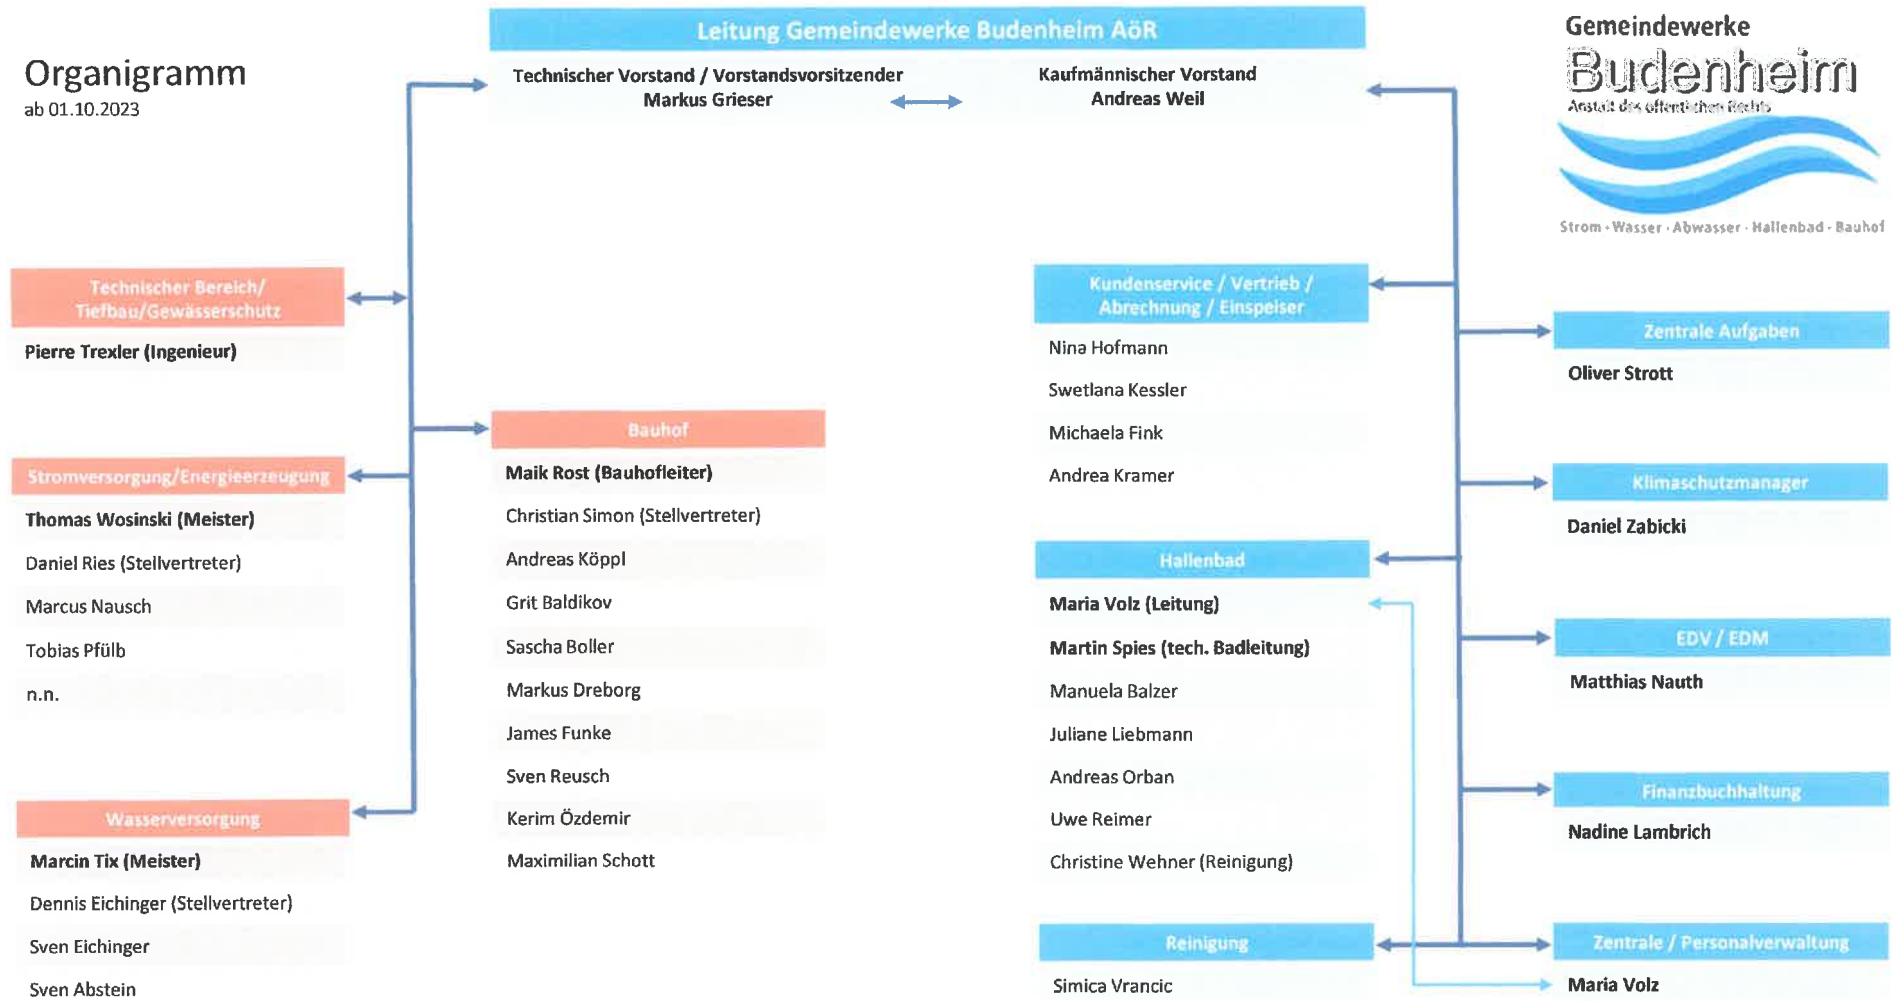 Leitung Gemeindewerke Budenheim AöR
Organigramm
ab 01.10.2023
Technischer Vorstand / Vorstandsvorsitzender
Markus Grieser
Kaufmännischer Vorstand
Andreas Weil
Gemeindewerke
Budenheim
Anstalt des öffentlichen Rechts
Strom · Wasser · Abwasser · Hallenbad · Bauhof
Technischer Bereich/
Tiefbau/Gewässerschutz
Pierre Trexler (Ingenieur)
Stromversorgung/Energieerzeugung
Thomas Wosinski (Meister)
Daniel Ries (Stellvertreter)
Marcus Nausch
Tobias Pfülb
n.n.
Wasserversorgung
Marcin Tix (Meister)
Dennis Eichinger (Stellvertreter)
Sven Eichinger
Sven Abstein
Bauhof
Maik Rost (Bauhofleiter)
Christian Simon (Stellvertreter)
Andreas Köppl
Grit Baldikov
Sascha Boller
Markus Dreborg
James Funke
Sven Reusch
Kerim Özdemir
Maximilian Schott
Kundenservice / Vertrieb /
Abrechnung / Einspeiser
Nina Hofmann
Swetlana Kessler
Michaela Fink
Andrea Kramer
Hallenbad
Maria Volz (Leitung)
Martin Spies (tech. Badleitung)
Manuela Balzer
Juliane Liebmann
Andreas Orban
Uwe Reimer
Christine Wehner (Reinigung)
Reinigung
Simica Vrancic
Zentrale Aufgaben
Oliver Strott
Klimaschutzmanager
Daniel Zabicki
EDV / EDM
Matthias Nauth
Finanzbuchhaltung
Nadine Lambrich
Zentrale / Personalverwaltung
Maria Volz